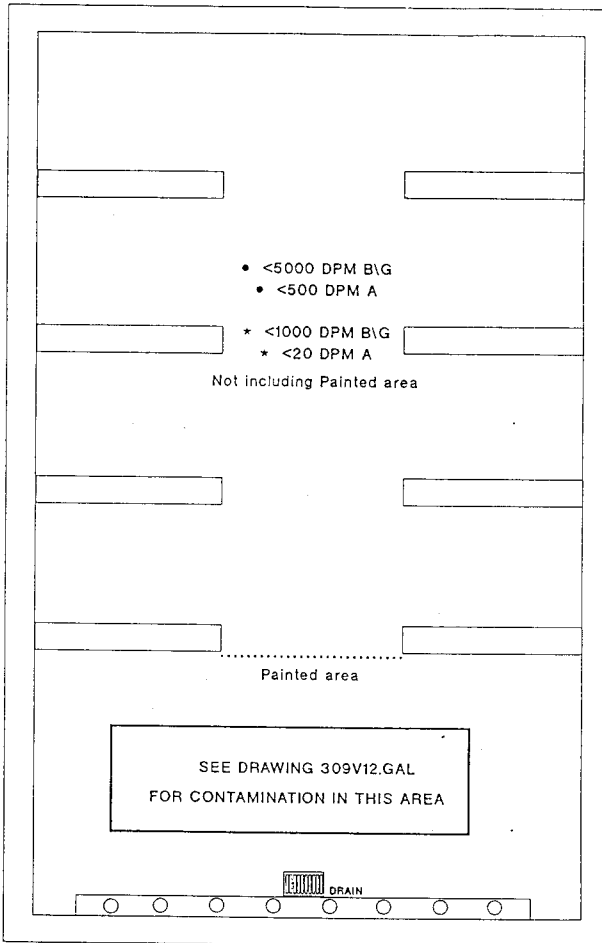 • <5000 DPM B\G
• <500 DPM A
* <1000 DPM B\G
* <20 DPM A
Not including Painted area
Painted area
SEE DRAWING 309V12.GAL
FOR CONTAMINATION IN THIS AREA
DRAIN